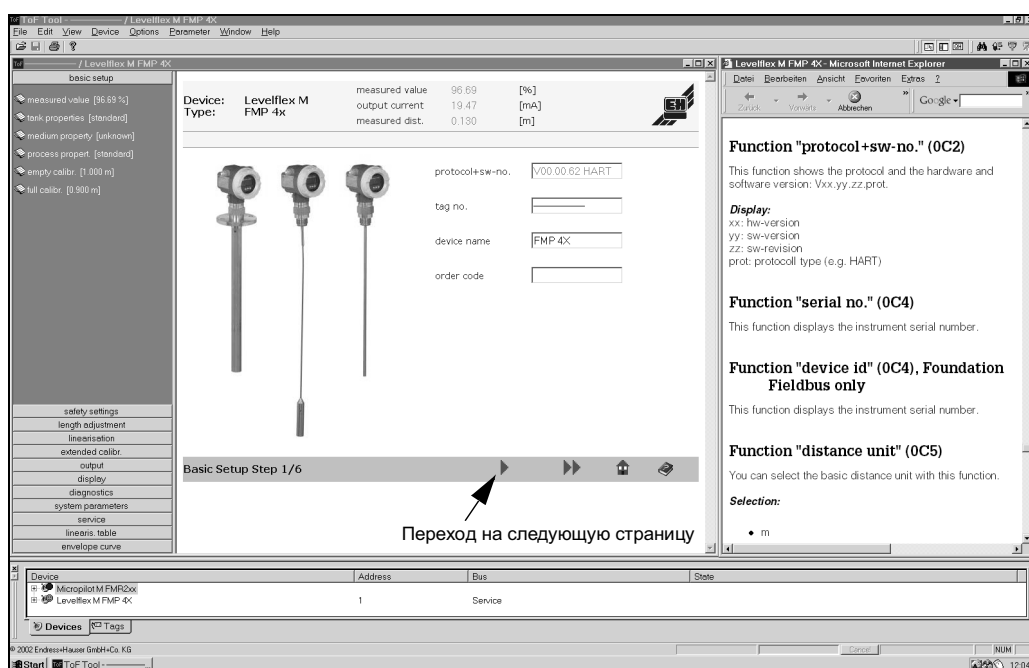 ToF Tool - ———— / Levelflex M FMP 4X
File Edit View Device Options Parameter Window Help
———— / Levelflex M FMP 4X
basic setup
measured value [96.69 %]
tank properties [standard]
medium property [unknown]
process propert. [standard]
empty calibr. [1.000 m]
full calibr. [0.900 m]
safety settings
length adjustment
linearisation
extended calibr.
output
display
diagnostics
system parameters
service
linearis. table
envelope curve
Device: Levelflex M
Type: FMP 4x
measured value 96.69 [%]
output current 19.47 [mA]
measured dist. 0.130 [m]
EH
protocol+sw-no. V00.00.62 HART
tag no. ————
device name FMP 4X
order code
Basic Setup Step 1/6
Переход на следующую страницу
Levelflex M FMP 4X - Microsoft Internet Explorer
Datei Bearbeiten Ansicht Favoriten Extras ?
Zurück Vorwärts Abbrechen » Google »
Function "protocol+sw-no." (0C2)
This function shows the protocol and the hardware and
software version: Vxx.yy.zz.prot.
Display:
xx: hw-version
yy: sw-version
zz: sw-revision
prot: protocoll type (e.g. HART)
Function "serial no." (0C4)
This function displays the instrument serial number.
Function "device id" (0C4), Foundation
Fieldbus only
This function displays the instrument serial number.
Function "distance unit" (0C5)
You can select the basic distance unit with this function.
Selection:
• m
Device Address Bus State
Micropilot M FMR2xx
Levelflex M FMP 4X 1 Service
Devices Tags
© 2002 Endress+Hauser GmbH+Co. KG Cancel NUM
Start ToF Tool - ———— ... 12:04